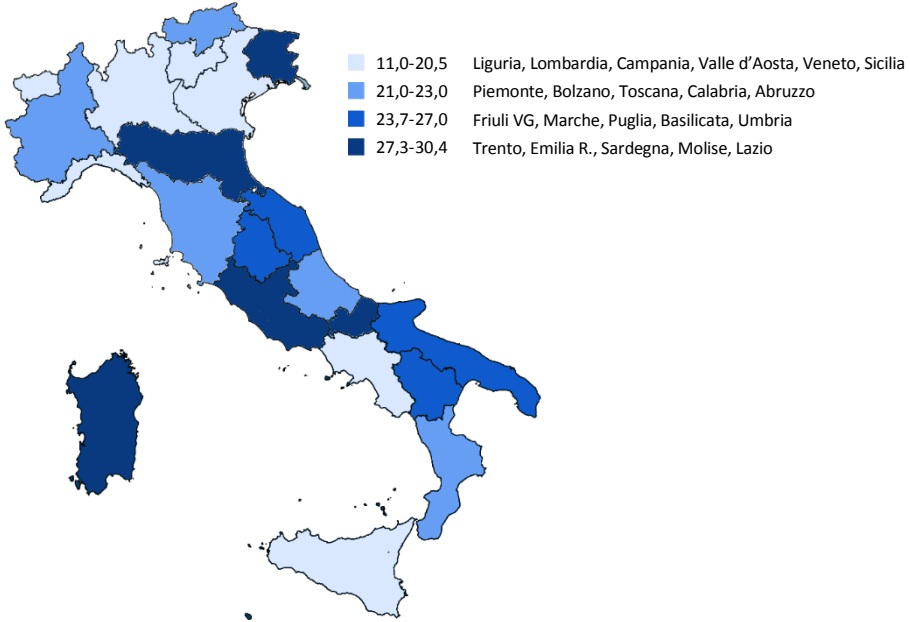 11,0-20,5 Liguria, Lombardia, Campania, Valle d’Aosta, Veneto, Sicilia
21,0-23,0 Piemonte, Bolzano, Toscana, Calabria, Abruzzo
23,7-27,0 Friuli VG, Marche, Puglia, Basilicata, Umbria
27,3-30,4 Trento, Emilia R., Sardegna, Molise, Lazio